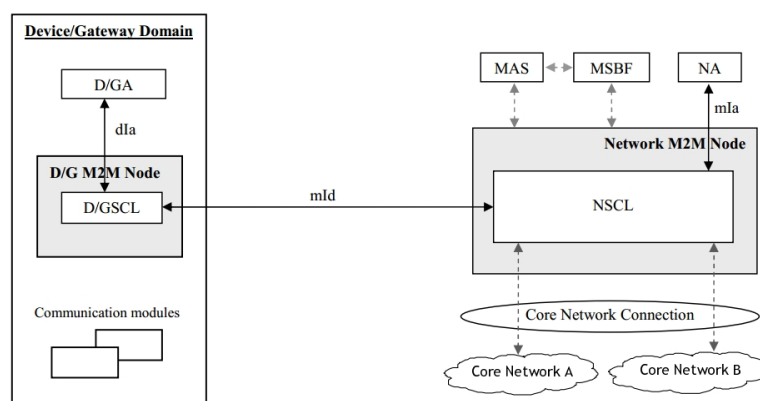 Device/Gateway Domain
D/GA
dIa
D/G M2M Node
D/GSCL
Communication modules
mId
MAS
MSBF
NA
mIa
Network M2M Node
NSCL
Core Network Connection
Core Network A
Core Network B